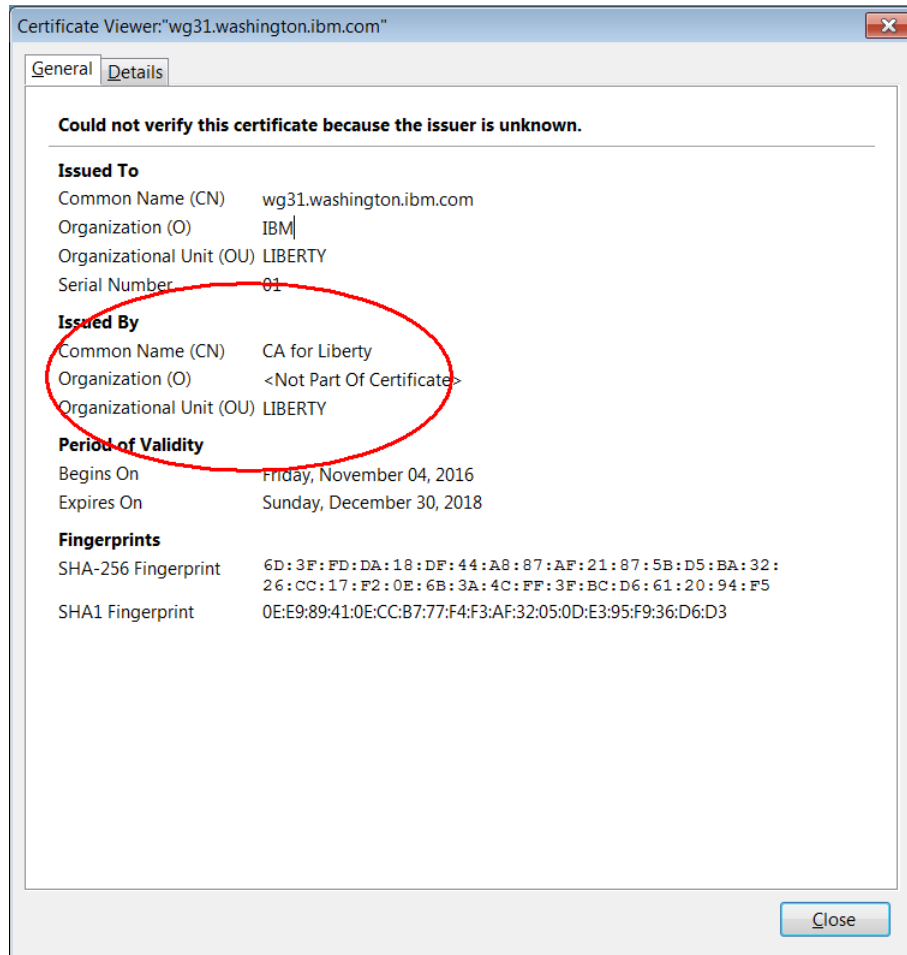 Certificate Viewer:"wg31.washington.ibm.com"
General Details
Could not verify this certificate because the issuer is unknown.
Issued To
Common Name (CN) wg31.washington.ibm.com
Organization (O) IBM
Organizational Unit (OU) LIBERTY
Serial Number 01
Issued By
Common Name (CN) CA for Liberty
Organization (O) <Not Part Of Certificate>
Organizational Unit (OU) LIBERTY
Period of Validity
Begins On Friday, November 04, 2016
Expires On Sunday, December 30, 2018
Fingerprints
SHA-256 Fingerprint 6D:3F:FD:DA:18:DF:44:A8:87:AF:21:87:5B:D5:BA:32:
26:CC:17:F2:0E:6B:3A:4C:FF:3F:BC:D6:61:20:94:F5
SHA1 Fingerprint 0E:E9:89:41:0E:CC:B7:77:F4:F3:AF:32:05:0D:E3:95:F9:36:D6:D3
Close